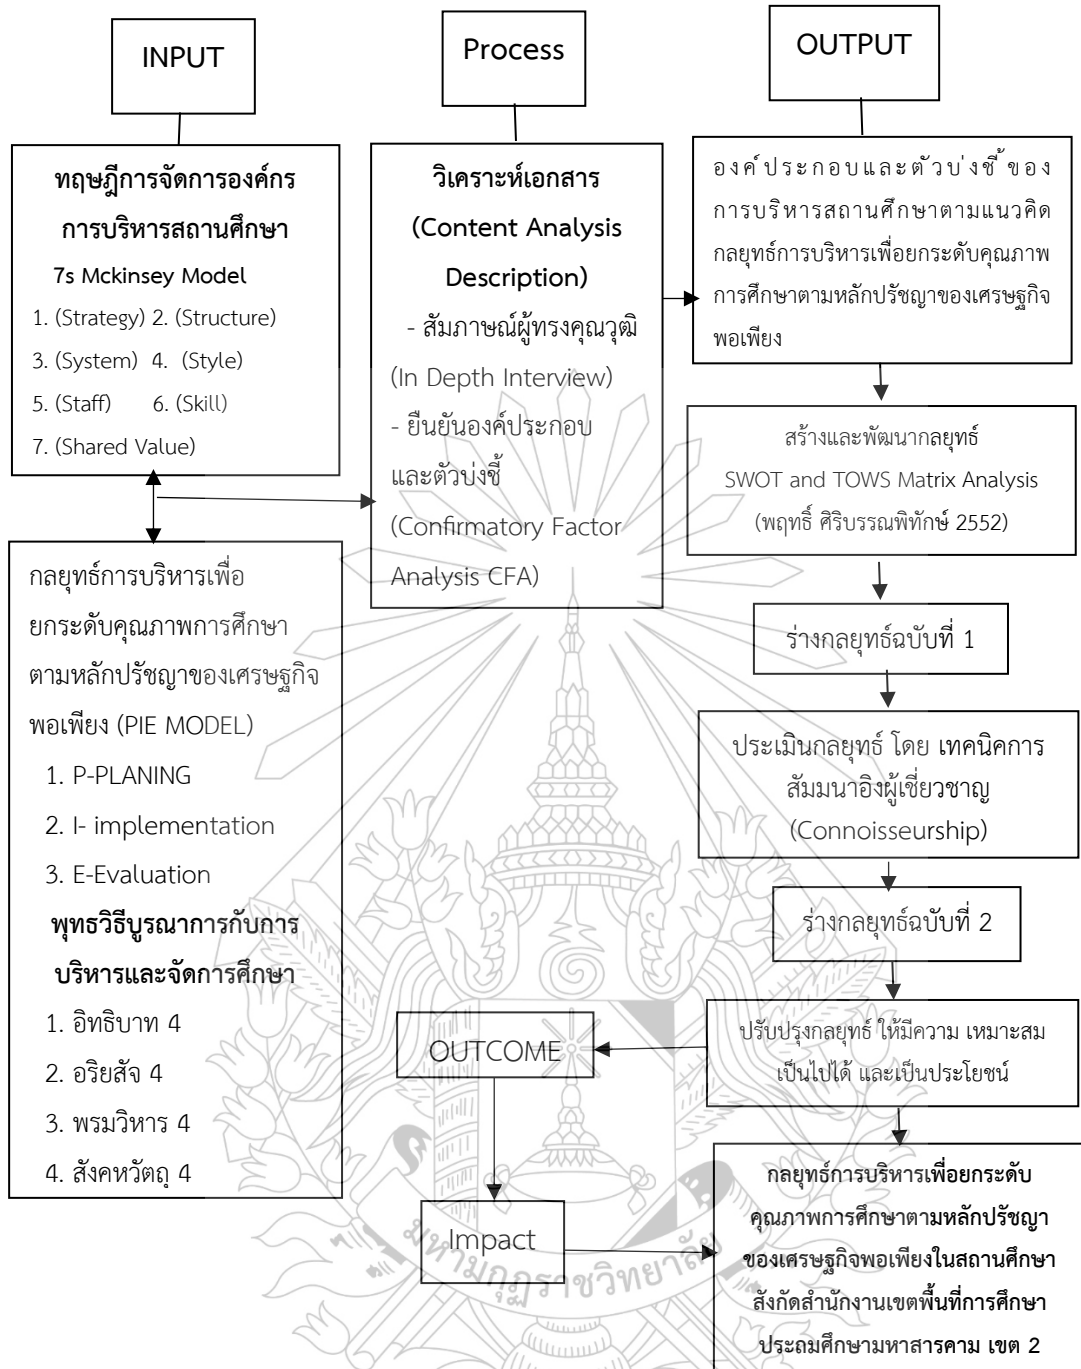 INPUT
ทฤษฎีการจัดการองค์กร
การบริหารสถานศึกษา
7s Mckinsey Model
1. (Strategy) 2. (Structure)
3. (System) 4. (Style)
5. (Staff) 6. (Skill)
7. (Shared Value)
กลยุทธ์การบริหารเพื่อ
ยกระดับคุณภาพการศึกษา
ตามหลักปรัชญาของเศรษฐกิจ
พอเพียง (PIE MODEL)
1. P-PLANING
2. I- implementation
3. E-Evaluation
พุทธวิธีบูรณาการกับการ
บริหารและจัดการศึกษา
1. อิทธิบาท 4
2. อริยสัจ 4
3. พรมวิหาร 4
4. สังคหวัตถุ 4
Process
วิเคราะห์เอกสาร
(Content Analysis
Description)
- สัมภาษณ์ผู้ทรงคุณวุฒิ
(In Depth Interview)
- ยืนยันองค์ประกอบ
และตัวบ่งชี้
(Confirmatory Factor
Analysis CFA)
OUTPUT
องค์ประกอบและตัวบ่งชี้ของ
การบริหารสถานศึกษาตามแนวคิด
กลยุทธ์การบริหารเพื่อยกระดับคุณภาพ
การศึกษาตามหลักปรัชญาของเศรษฐกิจ
พอเพียง
สร้างและพัฒนากลยุทธ์
SWOT and TOWS Matrix Analysis
(พฤทธิ์ ศิริบรรณพิทักษ์ 2552)
ร่างกลยุทธ์ฉบับที่ 1
ประเมินกลยุทธ์ โดย เทคนิคการ
สัมมนาอิงผู้เชี่ยวชาญ
(Connoisseurship)
ร่างกลยุทธ์ฉบับที่ 2
ปรับปรุงกลยุทธ์ ให้มีความ เหมาะสม
เป็นไปได้ และเป็นประโยชน์
OUTCOME
Impact
กลยุทธ์การบริหารเพื่อยกระดับ
คุณภาพการศึกษาตามหลักปรัชญา
ของเศรษฐกิจพอเพียงในสถานศึกษา
สังกัดสำนักงานเขตพื้นที่การศึกษา
ประถมศึกษามหาสารคาม เขต 2
มหามกุฏราชวิทยาลัย